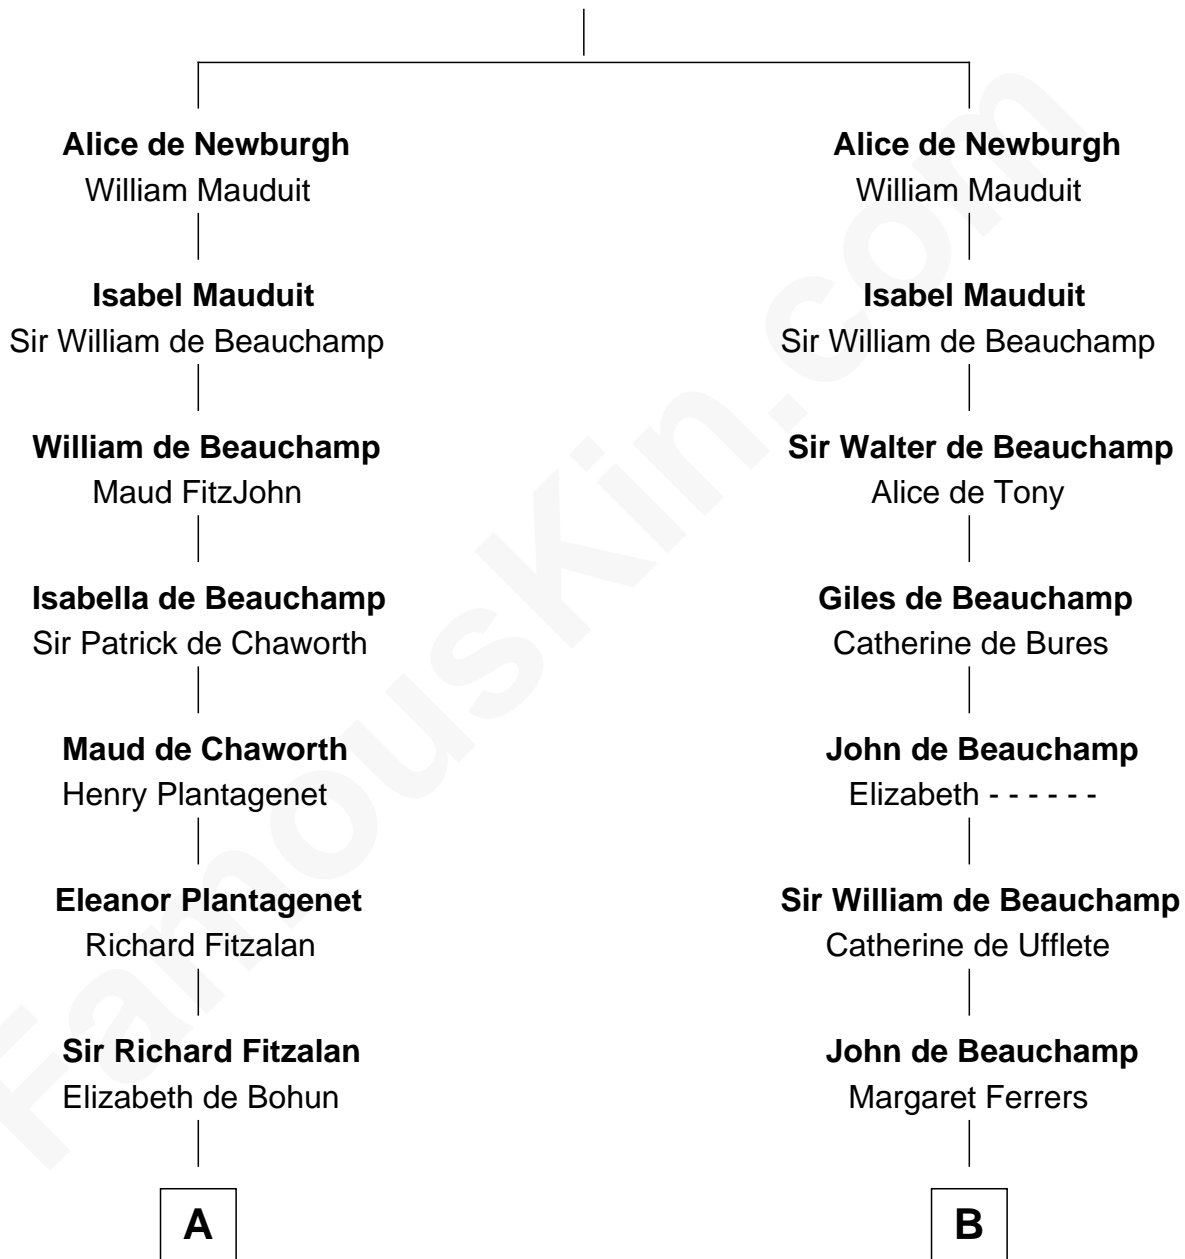 Alice de Newburgh
William Mauduit
Isabel Mauduit
Sir William de Beauchamp
William de Beauchamp
Maud FitzJohn
Isabella de Beauchamp
Sir Patrick de Chaworth
Maud de Chaworth
Henry Plantagenet
Eleanor Plantagenet
Richard Fitzalan
Sir Richard Fitzalan
Elizabeth de Bohun
A
Alice de Newburgh
William Mauduit
Isabel Mauduit
Sir William de Beauchamp
Sir Walter de Beauchamp
Alice de Tony
Giles de Beauchamp
Catherine de Bures
John de Beauchamp
Elizabeth - - - - - -
Sir William de Beauchamp
Catherine de Ufflete
John de Beauchamp
Margaret Ferrers
B
FamousKin.com